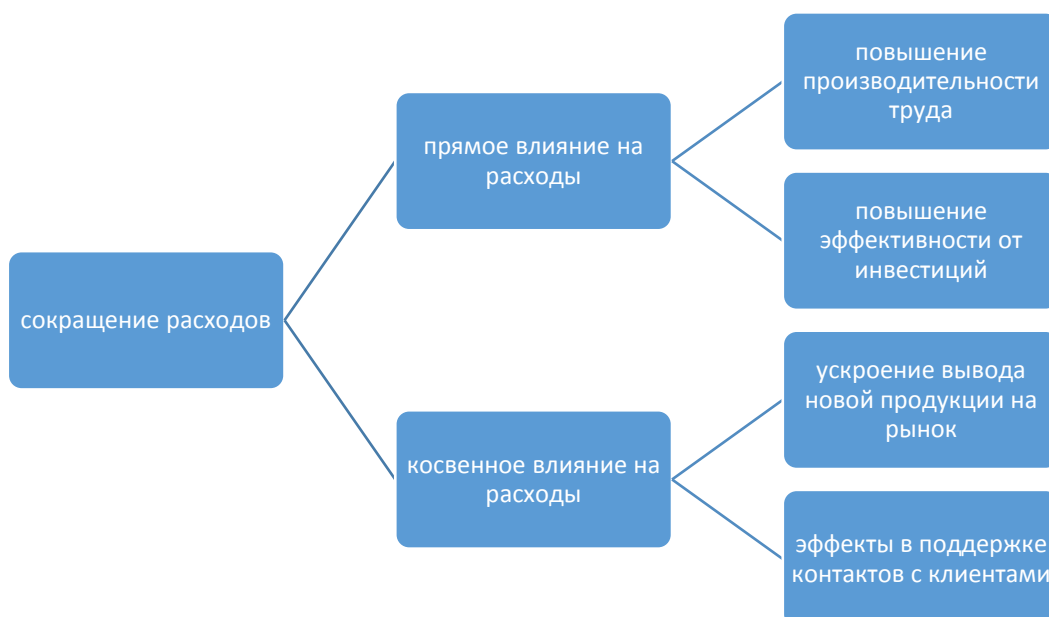 повышение
производительности
труда
прямое влияние на
расходы
повышение
эффективности от
инвестиций
сокращение расходов
ускроение вывода
новой продукции на
рынок
косвенное влияние на
расходы
эффекты в поддержке
контактов с клиентами